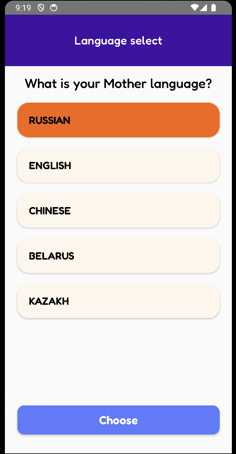 9:19
Language select
What is your Mother language?
RUSSIAN
ENGLISH
CHINESE
BELARUS
KAZAKH
Choose